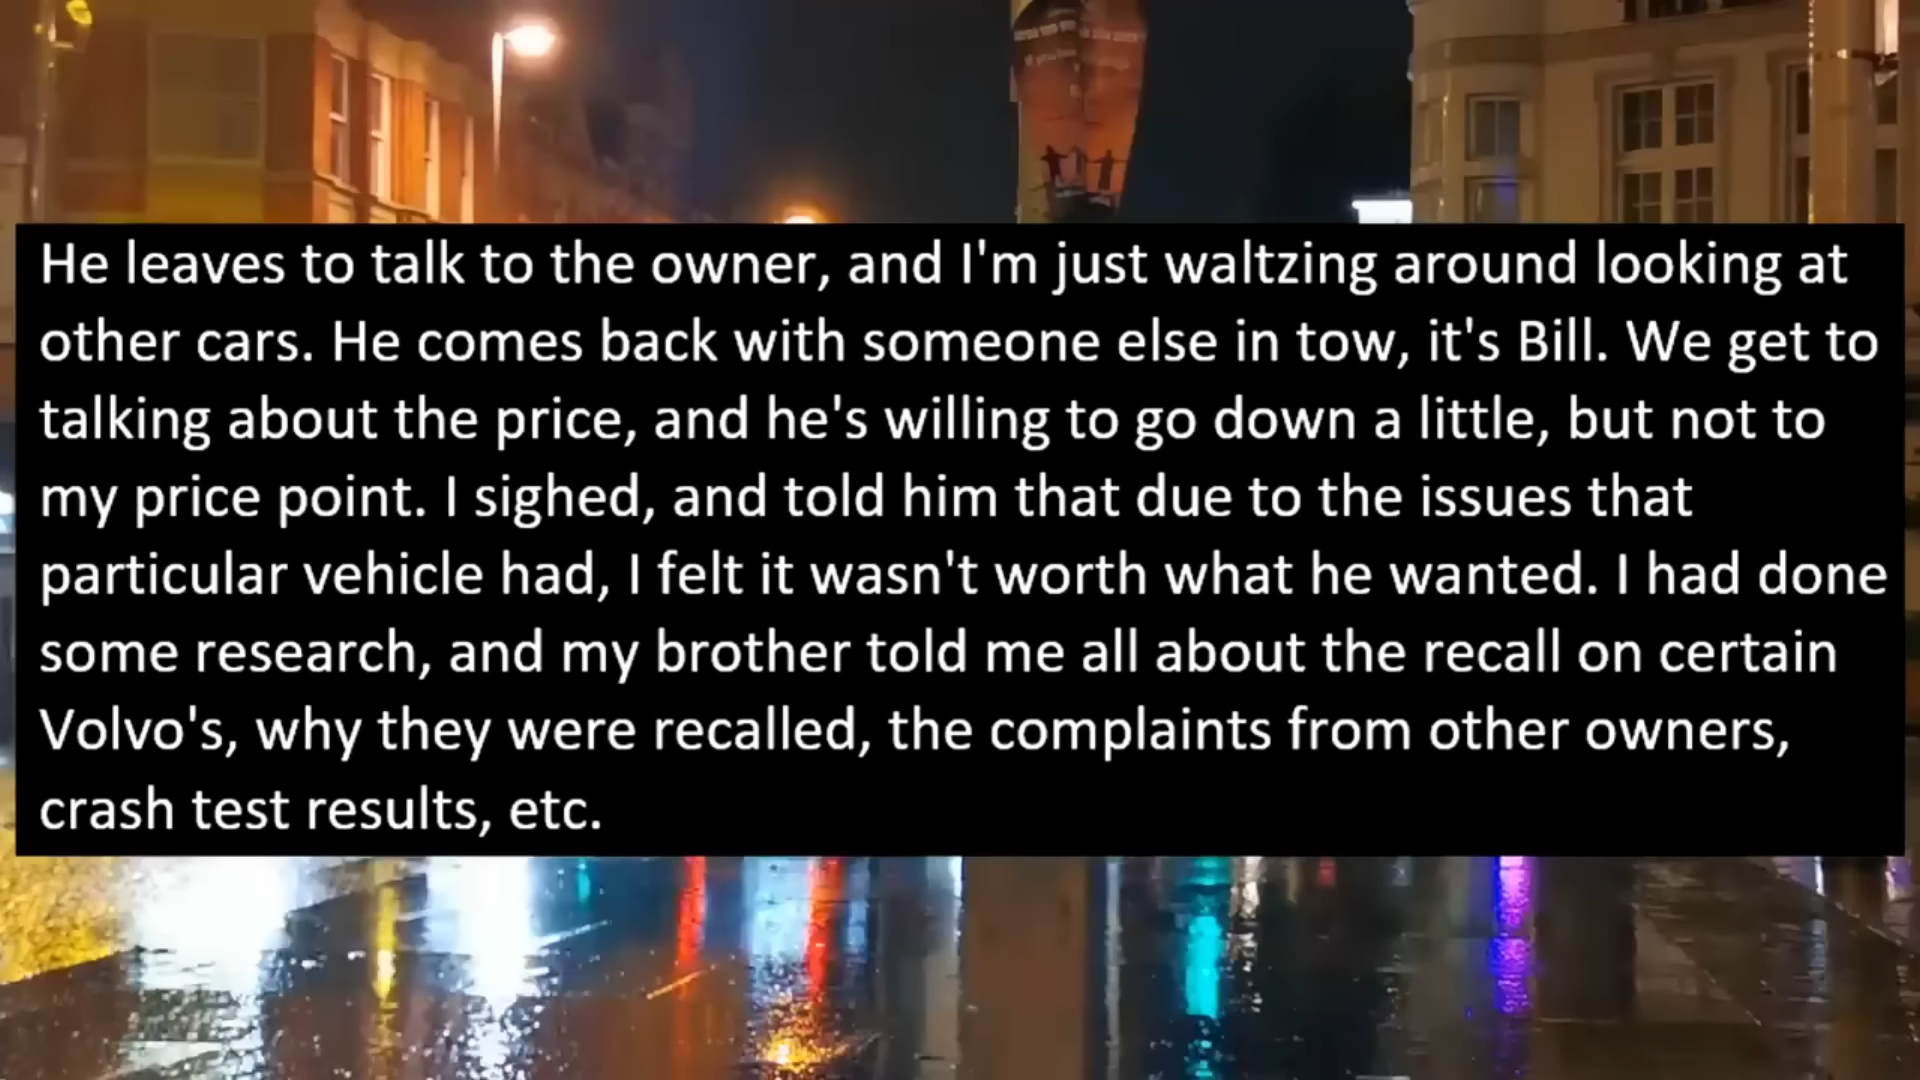 He leaves to talk to the owner, and I'm just waltzing around looking at
other cars. He comes back with someone else in tow, it's Bill. We get to
talking about the price, and he's willing to go down a little, but not to
my price point. I sighed, and told him that due to the issues that
particular vehicle had, I felt it wasn't worth what he wanted. I had done
some research, and my brother told me all about the recall on certain
Volvo's, why they were recalled, the complaints from other owners,
crash test results, etc.